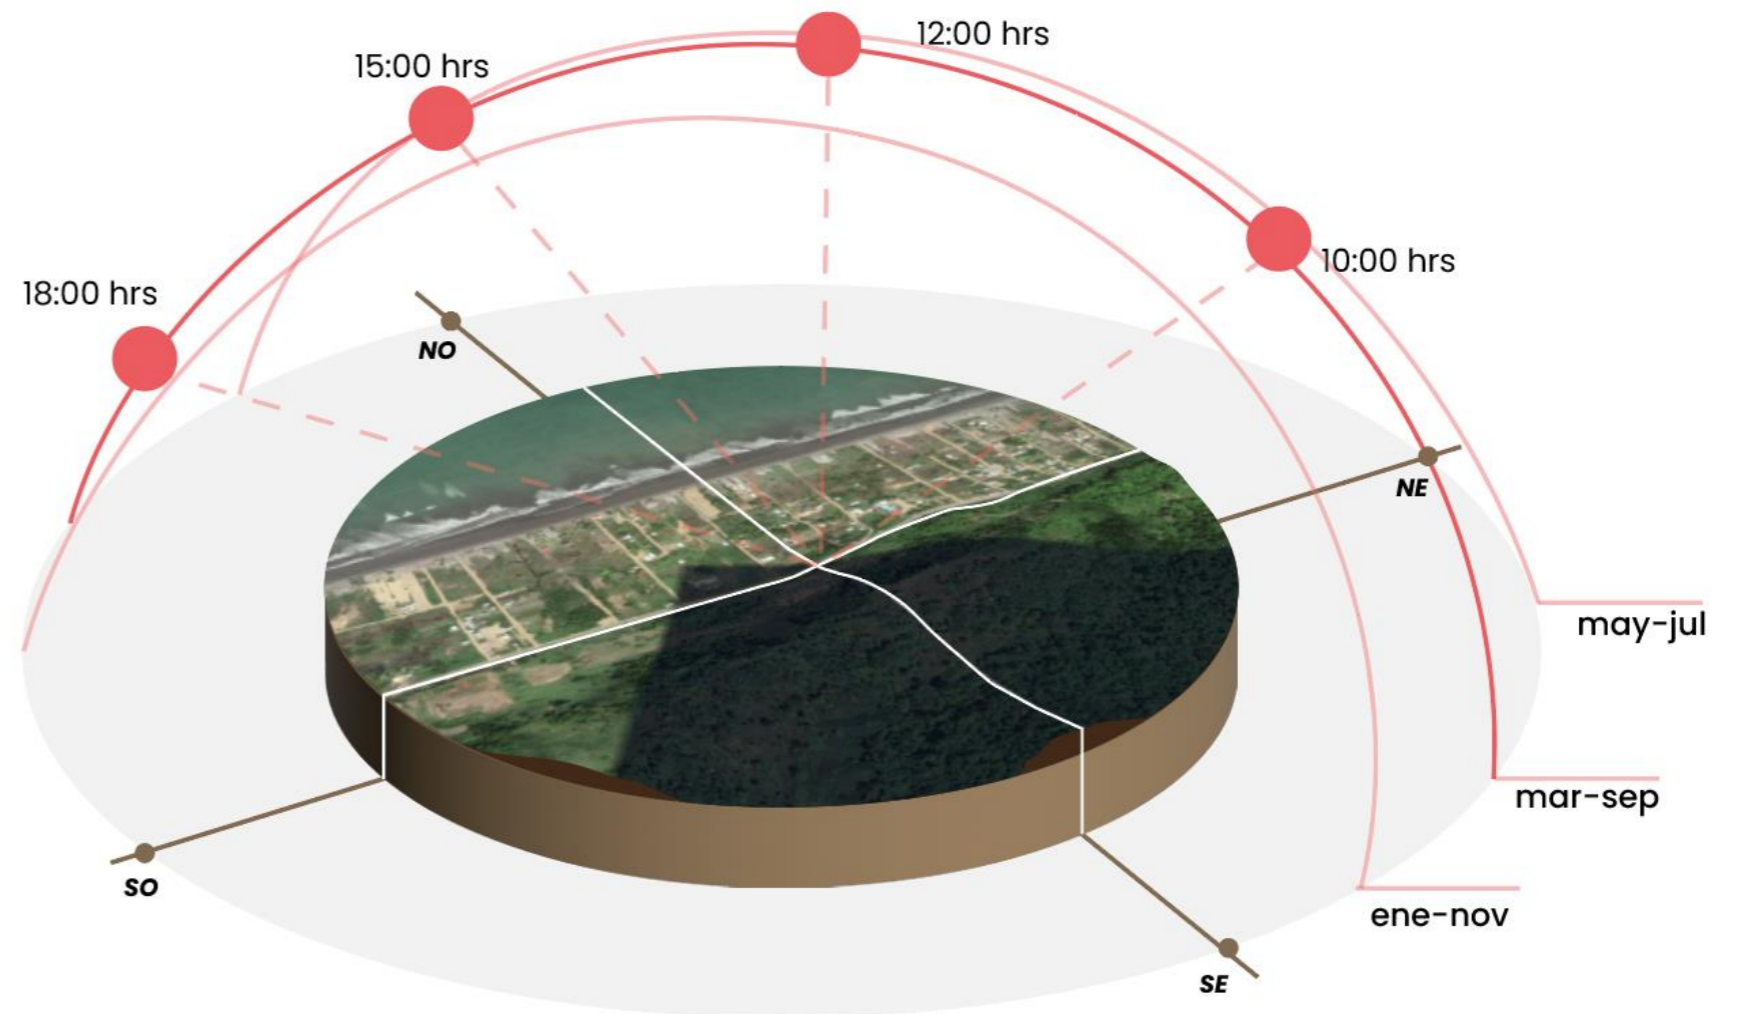 12:00 hrs
15:00 hrs
10:00 hrs
18:00 hrs
NO
NE
may-jul
mar-sep
SO
ene-nov
SE